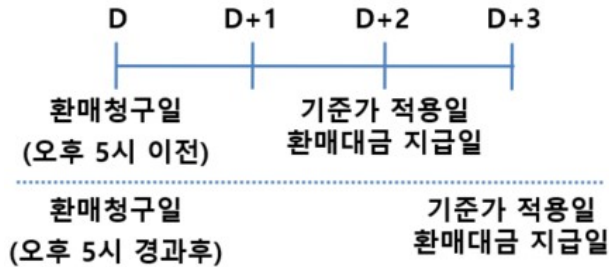 D D+1 D+2 D+3
환매청구일 기준가 적용일
(오후 5시 이전) 환매대금 지급일
환매청구일 기준가 적용일
(오후 5시 경과후) 환매대금 지급일